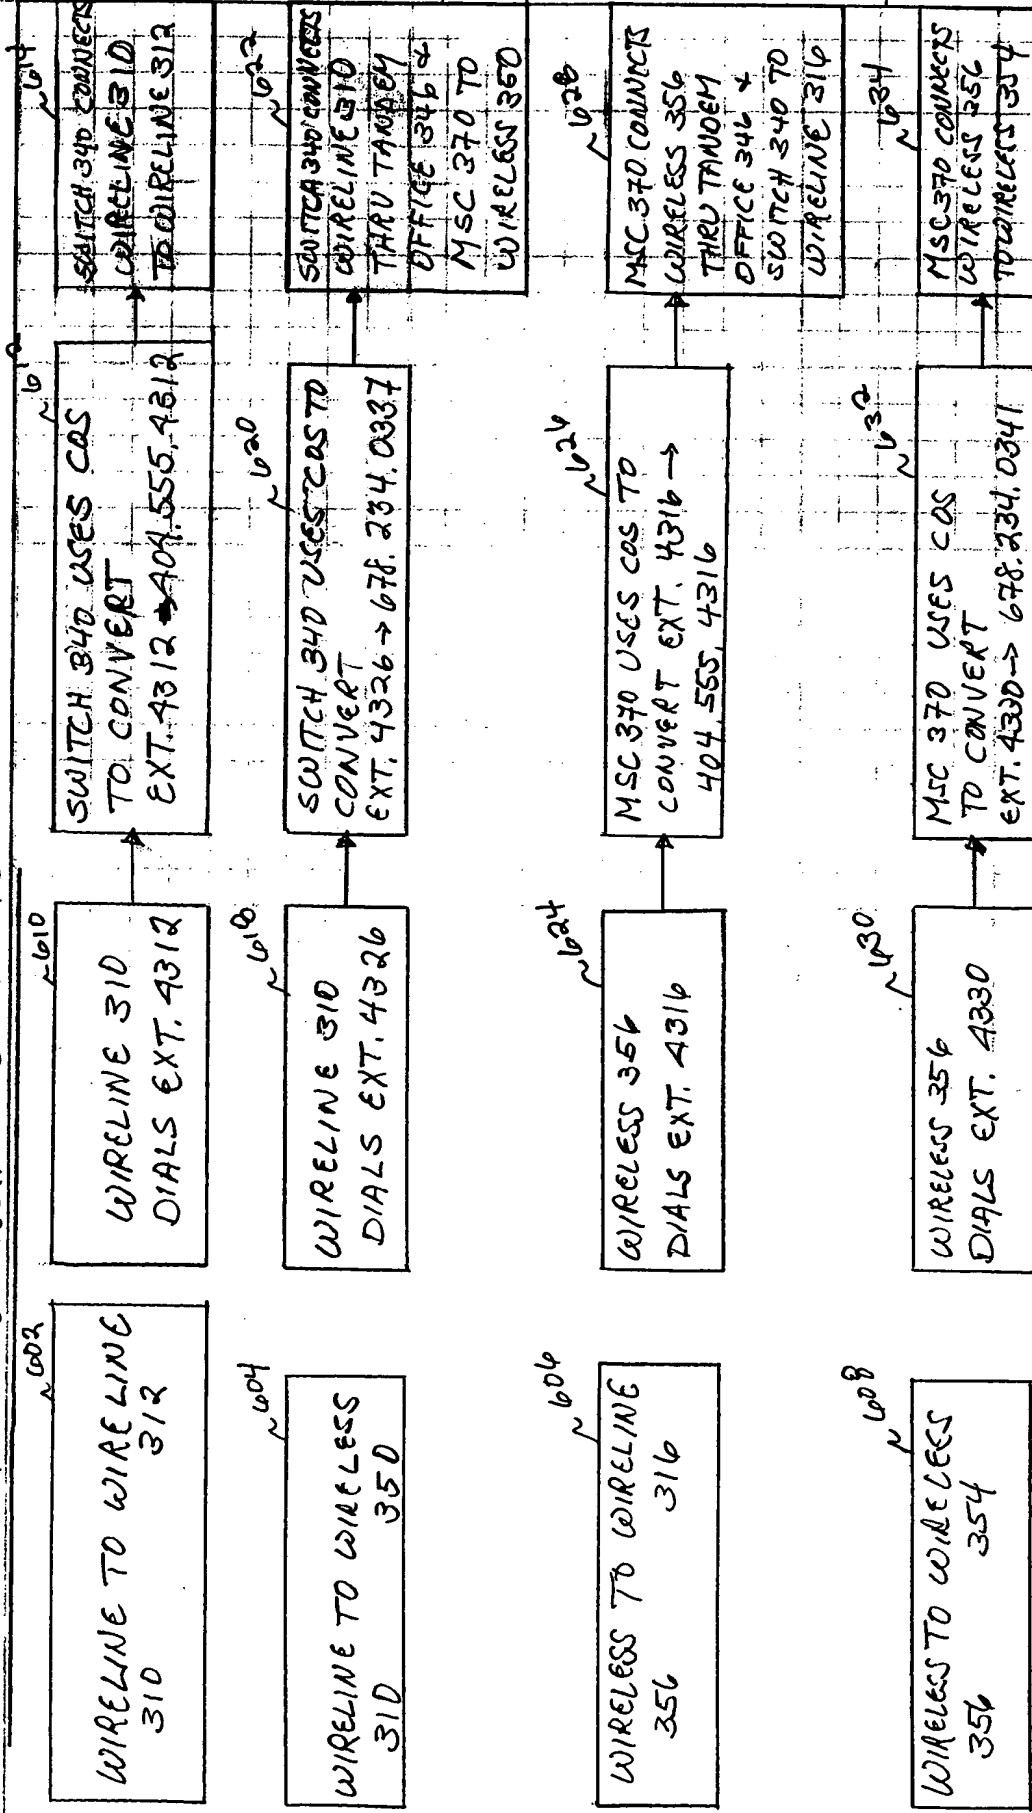 ~602
WIRELINE TO WIRELINE
310 312
~610
WIRELINE 310
DIALS EXT. 4312
~612
SWITCH 340 USES COS
TO CONVERT
EXT. 4312 → 404.555.4312
~614
SWITCH 340 CONNECTS
WIRELINE 310
TO WIRELINE 312
~604
WIRELINE TO WIRELESS
310 350
~618
WIRELINE 310
DIALS EXT. 4326
~620
SWITCH 340 USES COS TO
CONVERT
EXT. 4326 → 678.234.0337
~622
SWITCH 340 CONNECTS
WIRELINE 310
THRU TANDEM
OFFICE 346 &
MSC 370 TO
WIRELESS 350
~606
WIRELESS TO WIRELINE
356 316
~624
WIRELESS 356
DIALS EXT. 4316
~626
MSC 370 USES COS TO
CONVERT EXT. 4316 →
404.555.4316
~628
MSC 370 CONNCTS
WIRELESS 356
THRU TANDEM
OFFICE 346 &
SWITCH 340 TO
WIRELINE 316
~608
WIRELESS TO WIRELESS
356 354
~630
WIRELESS 356
DIALS EXT. 4330
~632
MSC 370 USES COS
TO CONVERT
EXT. 4330 → 678.234.0341
~634
MSC 370 CONNECTS
WIRELESS 356
TO WIRELESS 354